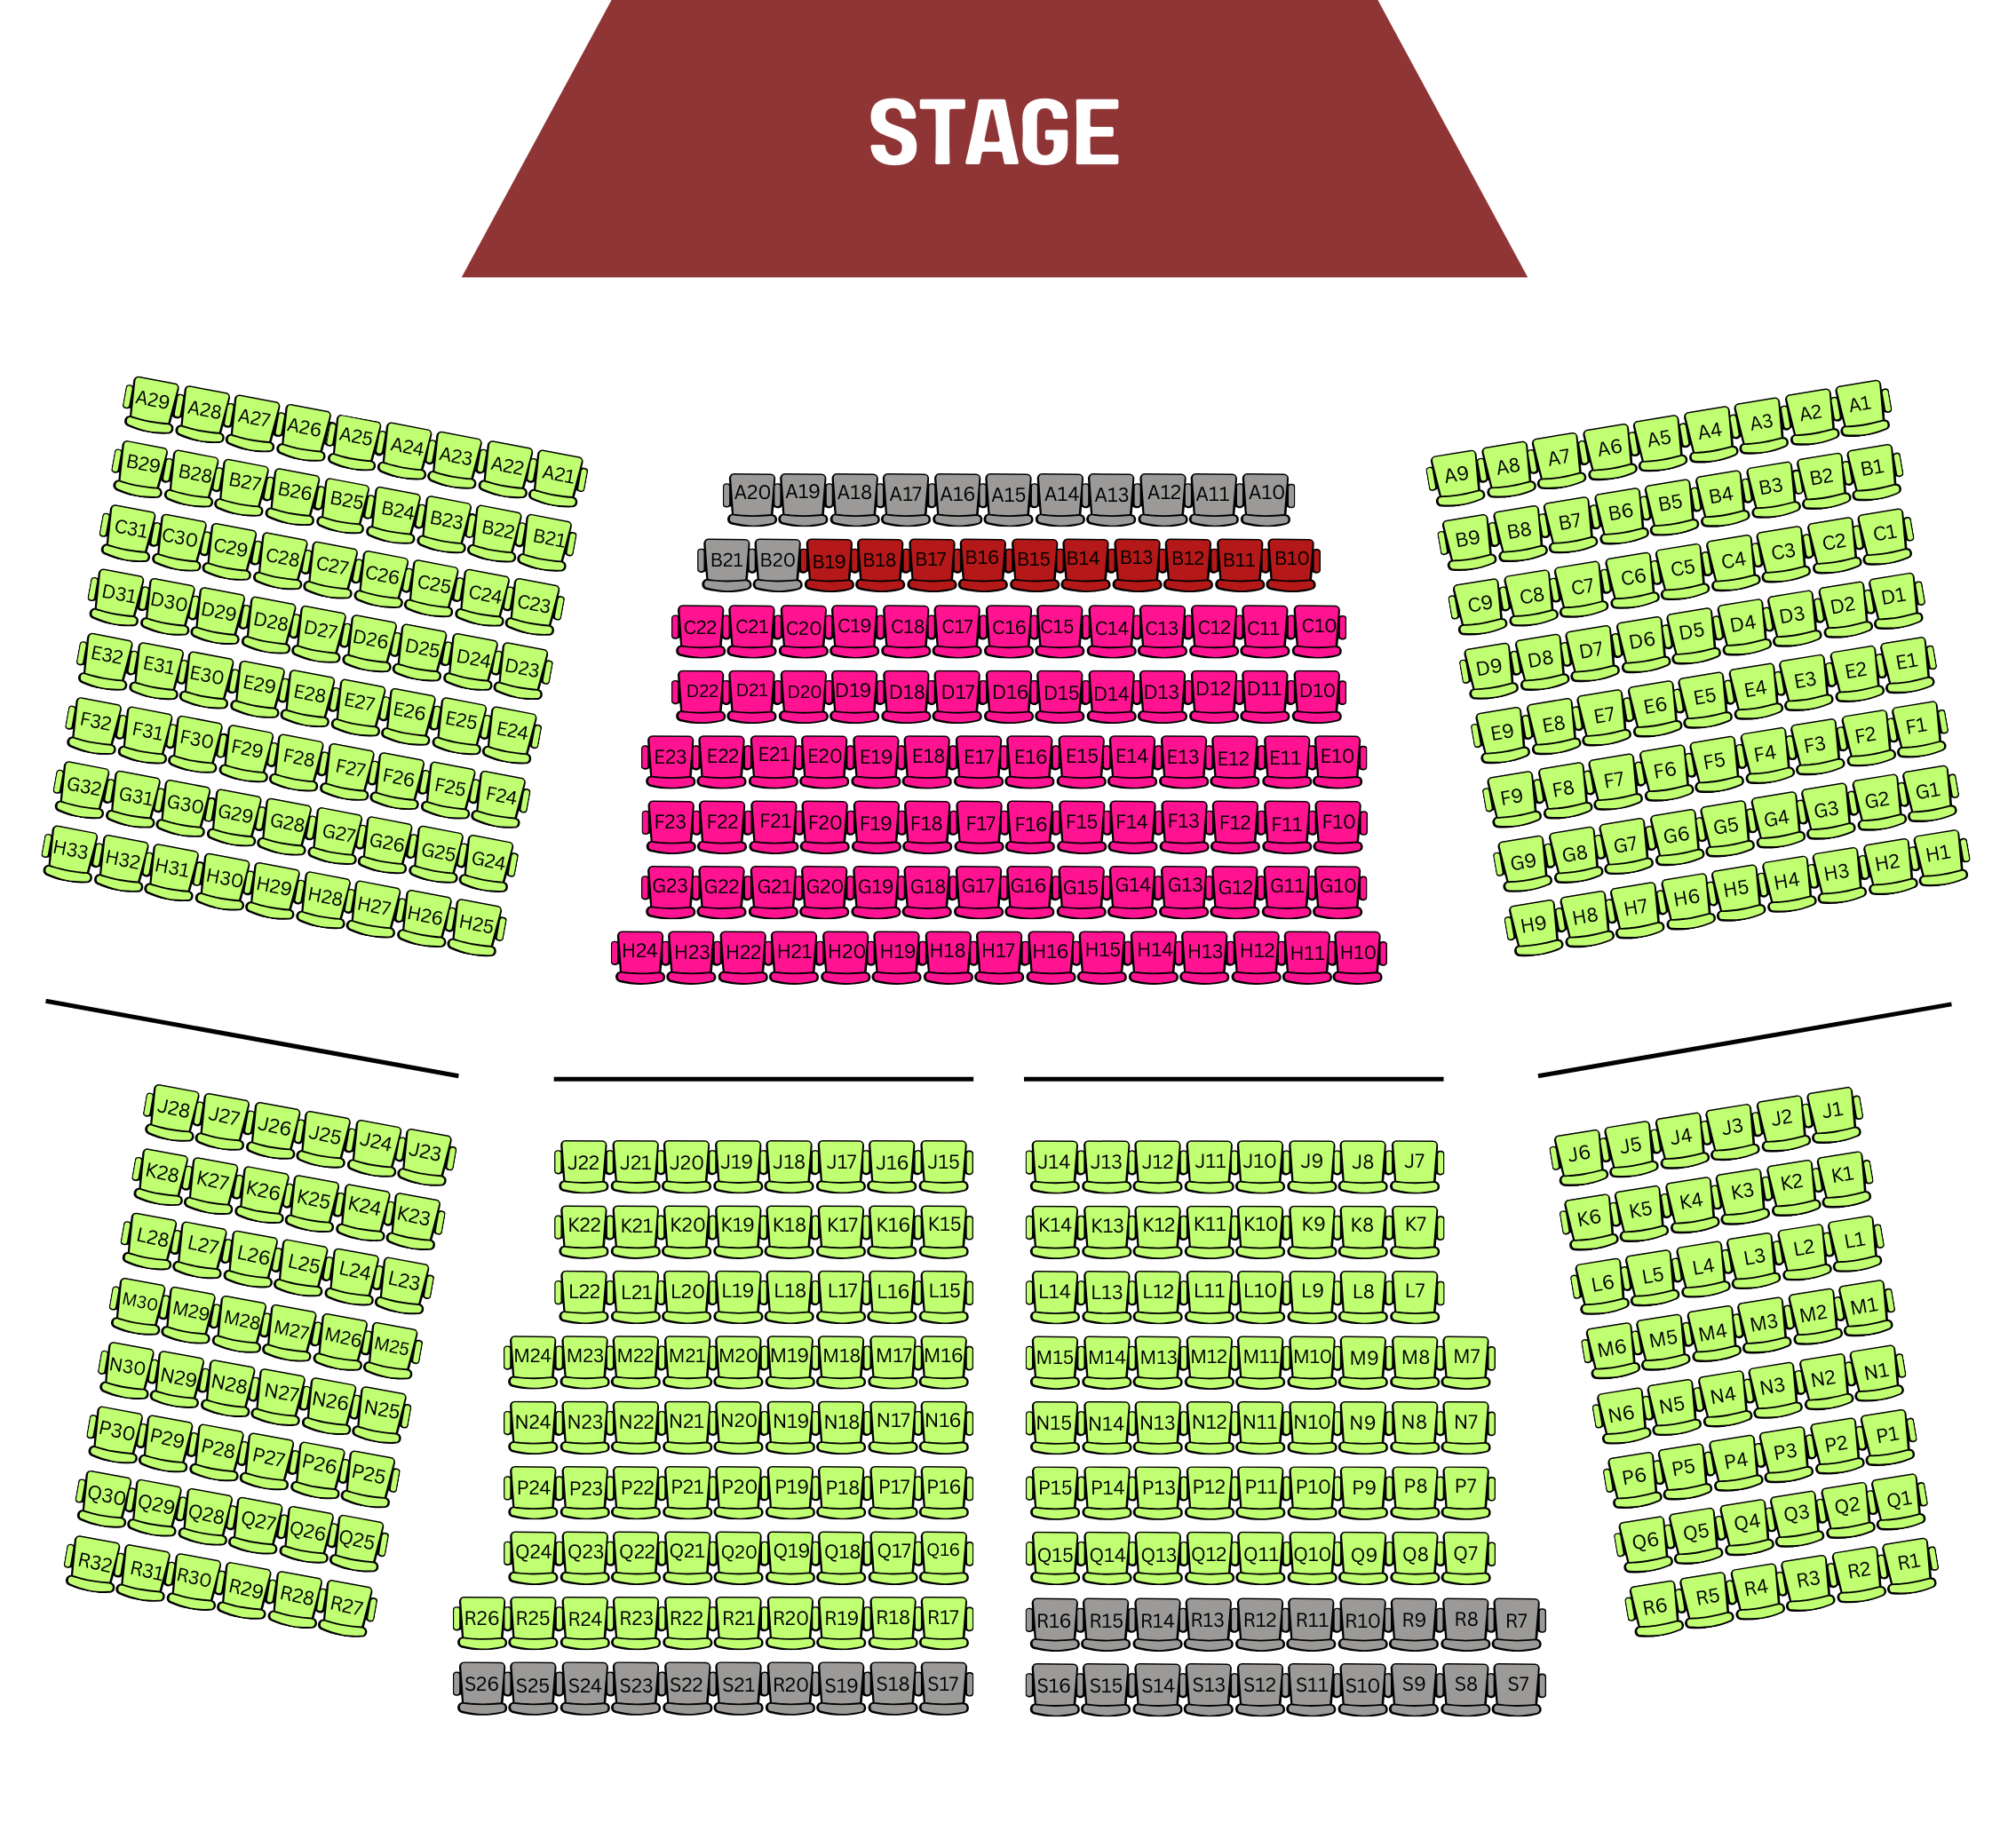 STAGE
A29 A28 A27 A26 A25 A24 A23 A22 A21
B29 B28 B27 B26 B25 B24 B23 B22 B21
C31 C30 C29 C28 C27 C26 C25 C24 C23
D31 D30 D29 D28 D27 D26 D25 D24 D23
E32 E31 E30 E29 E28 E27 E26 E25 E24
F32 F31 F30 F29 F28 F27 F26 F25 F24
G32 G31 G30 G29 G28 G27 G26 G25 G24
H33 H32 H31 H30 H29 H28 H27 H26 H25
A20 A19 A18 A17 A16 A15 A14 A13 A12 A11 A10
B21 B20 B19 B18 B17 B16 B15 B14 B13 B12 B11 B10
C22 C21 C20 C19 C18 C17 C16 C15 C14 C13 C12 C11 C10
D22 D21 D20 D19 D18 D17 D16 D15 D14 D13 D12 D11 D10
E23 E22 E21 E20 E19 E18 E17 E16 E15 E14 E13 E12 E11 E10
F23 F22 F21 F20 F19 F18 F17 F16 F15 F14 F13 F12 F11 F10
G23 G22 G21 G20 G19 G18 G17 G16 G15 G14 G13 G12 G11 G10
H24 H23 H22 H21 H20 H19 H18 H17 H16 H15 H14 H13 H12 H11 H10
A9 A8 A7 A6 A5 A4 A3 A2 A1
B9 B8 B7 B6 B5 B4 B3 B2 B1
C9 C8 C7 C6 C5 C4 C3 C2 C1
D9 D8 D7 D6 D5 D4 D3 D2 D1
E9 E8 E7 E6 E5 E4 E3 E2 E1
F9 F8 F7 F6 F5 F4 F3 F2 F1
G9 G8 G7 G6 G5 G4 G3 G2 G1
H9 H8 H7 H6 H5 H4 H3 H2 H1
J28 J27 J26 J25 J24 J23
K28 K27 K26 K25 K24 K23
L28 L27 L26 L25 L24 L23
M30 M29 M28 M27 M26 M25
N30 N29 N28 N27 N26 N25
P30 P29 P28 P27 P26 P25
Q30 Q29 Q28 Q27 Q26 Q25
R32 R31 R30 R29 R28 R27
J22 J21 J20 J19 J18 J17 J16 J15
K22 K21 K20 K19 K18 K17 K16 K15
L22 L21 L20 L19 L18 L17 L16 L15
M24 M23 M22 M21 M20 M19 M18 M17 M16
N24 N23 N22 N21 N20 N19 N18 N17 N16
P24 P23 P22 P21 P20 P19 P18 P17 P16
Q24 Q23 Q22 Q21 Q20 Q19 Q18 Q17 Q16
R26 R25 R24 R23 R22 R21 R20 R19 R18 R17
S26 S25 S24 S23 S22 S21 R20 S19 S18 S17
J14 J13 J12 J11 J10 J9 J8 J7
K14 K13 K12 K11 K10 K9 K8 K7
L14 L13 L12 L11 L10 L9 L8 L7
M15 M14 M13 M12 M11 M10 M9 M8 M7
N15 N14 N13 N12 N11 N10 N9 N8 N7
P15 P14 P13 P12 P11 P10 P9 P8 P7
Q15 Q14 Q13 Q12 Q11 Q10 Q9 Q8 Q7
R16 R15 R14 R13 R12 R11 R10 R9 R8 R7
S16 S15 S14 S13 S12 S11 S10 S9 S8 S7
J6 J5 J4 J3 J2 J1
K6 K5 K4 K3 K2 K1
L6 L5 L4 L3 L2 L1
M6 M5 M4 M3 M2 M1
N6 N5 N4 N3 N2 N1
P6 P5 P4 P3 P2 P1
Q6 Q5 Q4 Q3 Q2 Q1
R6 R5 R4 R3 R2 R1